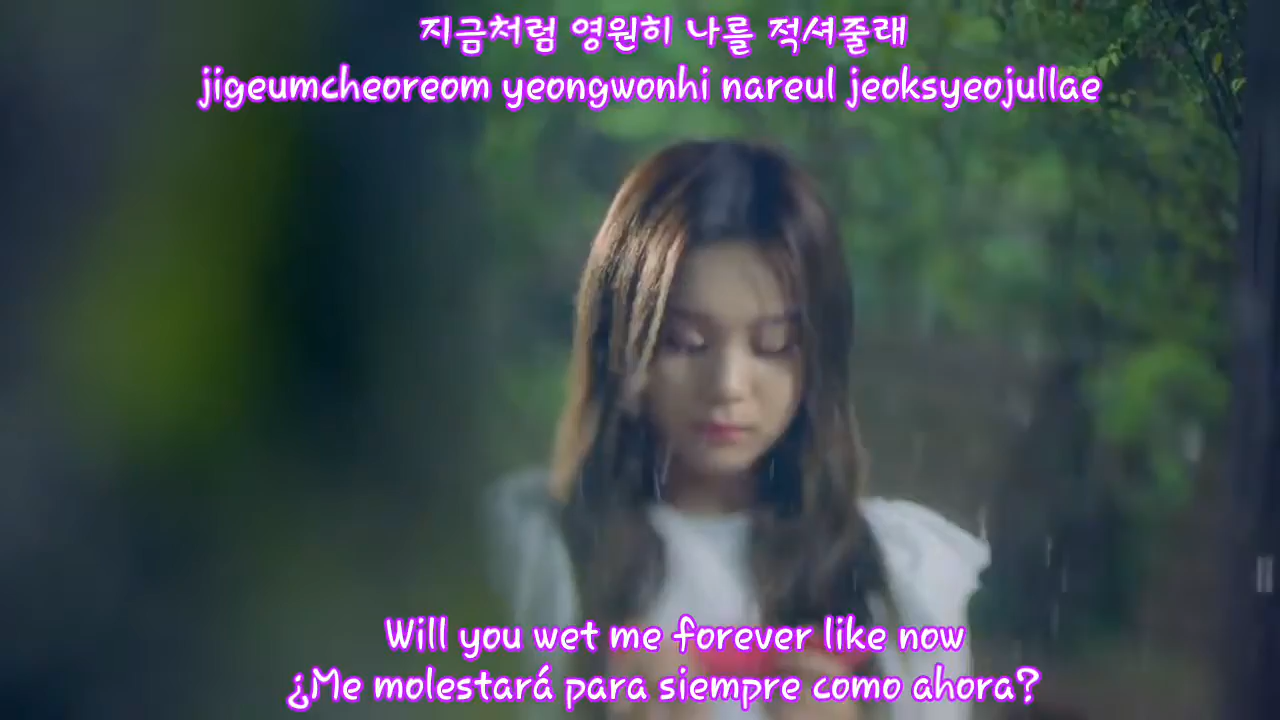 지금처럼 영원히 나를 적셔줄래
jigeumcheoreom yeongwonhi nareul jeoksyeojullae
Will you wet me forever like now
¿Me molestará para siempre como ahora?